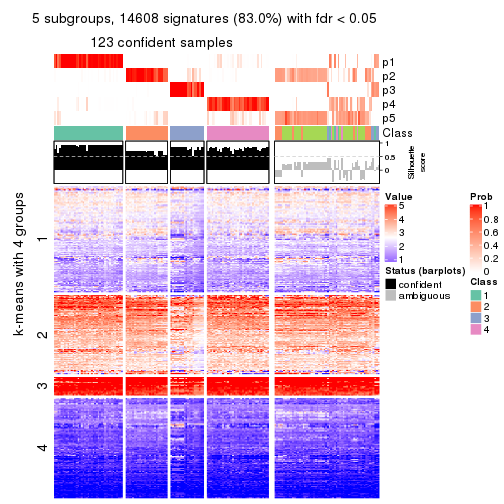 5 subgroups, 14608 signatures (83.0%) with fdr < 0.05
123 confident samples
p1
p2
p3
p4
p5
Class
1
0.5
0
Silhouette
score
k-means with 4 groups
1
2
3
4
Value
5
4
3
2
1
Status (barplots)
confident
ambiguous
Prob
1
0.8
0.6
0.4
0.2
0
Class
1
2
3
4